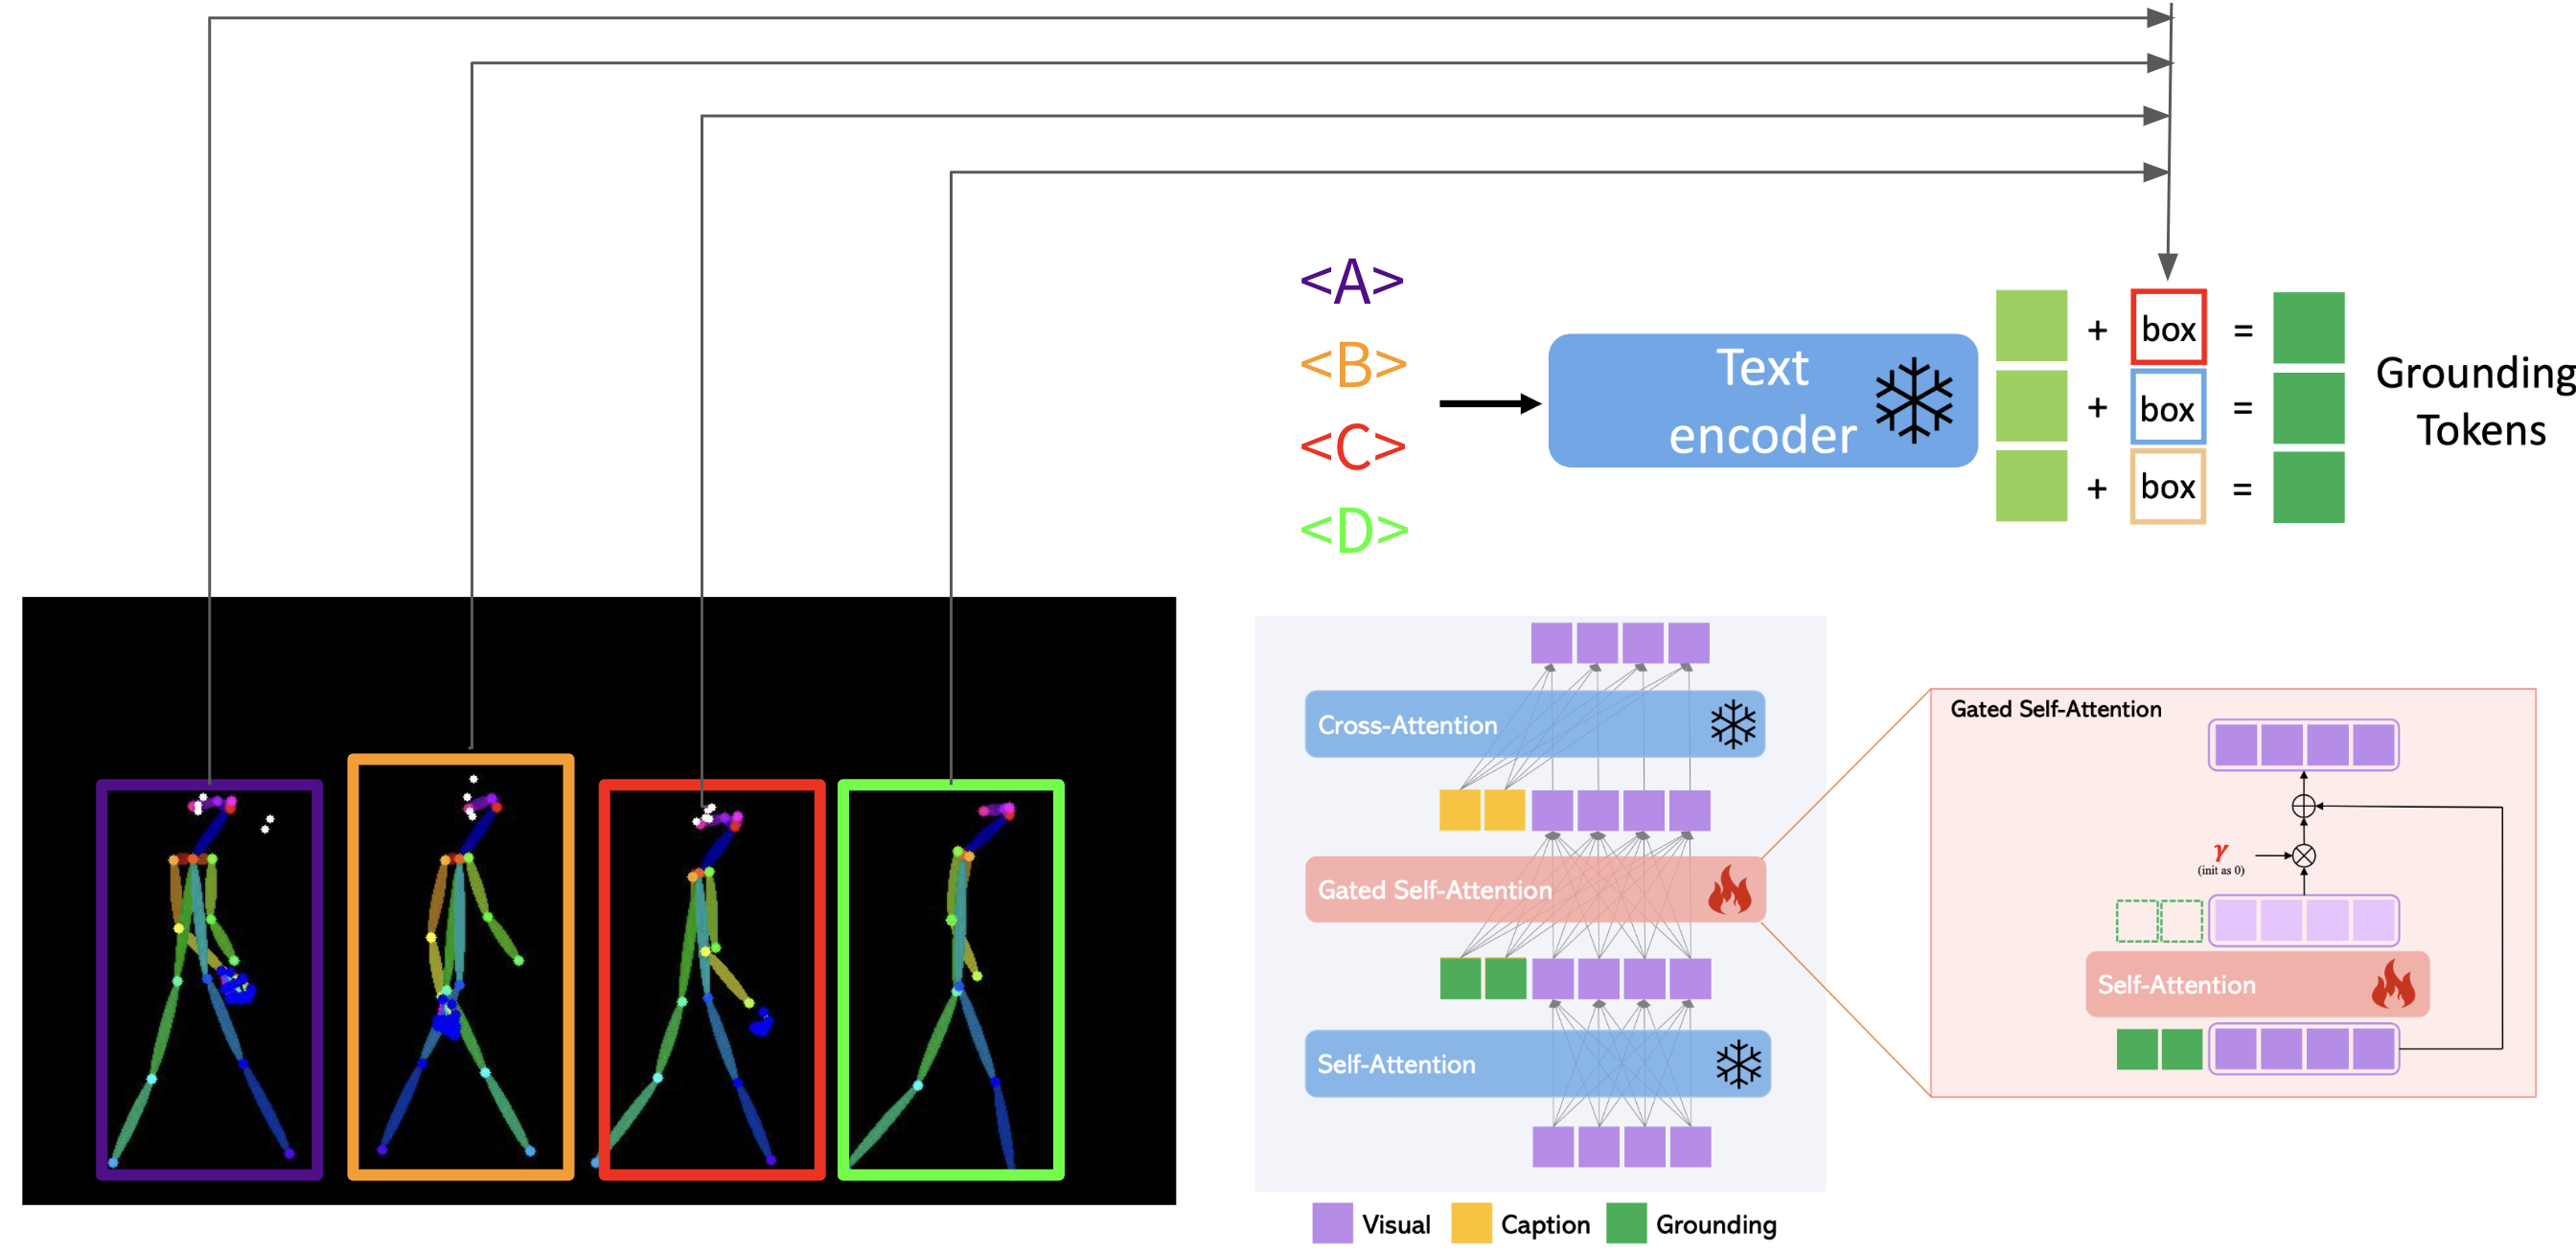 <A>
<B>
<C>
<D>
Text
encoder
+ box =
+ box =
+ box =
Grounding
Tokens
Cross-Attention
Gated Self-Attention
Self-Attention
Visual Caption Grounding
Gated Self-Attention
γ
(init as 0)
Self-Attention